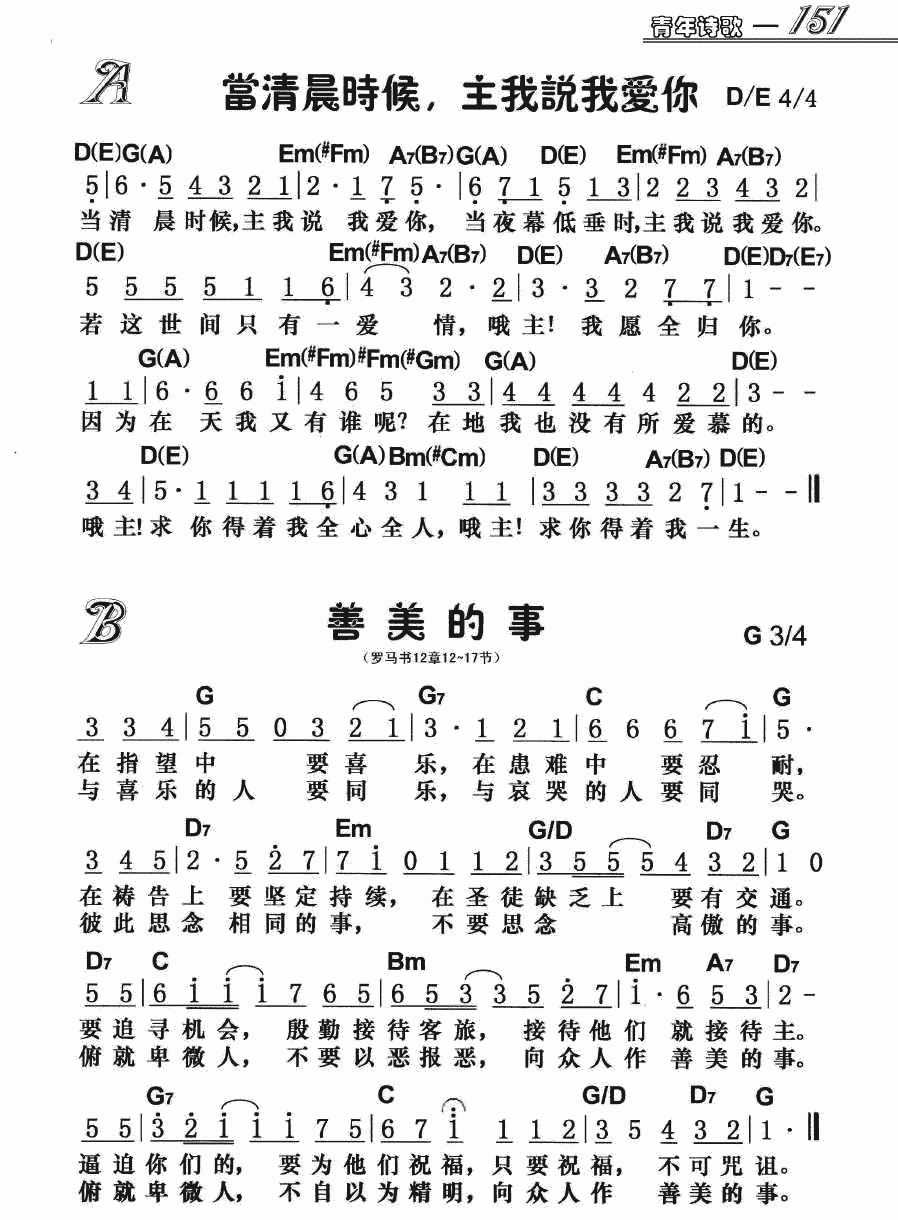 青年诗歌 — 151
A 當清晨時候，主我説我愛你 D/E 4/4
D(E)G(A) Em(#Fm) A7(B7)G(A) D(E) Em(#Fm) A7(B7)
5|6· 5 4 3 2 1|2· 1 7 5·|6 7 1 5 1 3|2 2 3 4 3 2|
当清 晨时候,主我说 我爱你, 当夜幕低垂时,主我说我爱你。
D(E) Em(#Fm)A7(B7) D(E) A7(B7) D(E)D7(E7)
5 5 5 5 1 1 6|4 3 2·2|3·3 2 7 7|1 - -
若这世间只有一爱 情,哦主! 我愿全归你。
G(A) Em(#Fm)#Fm(#Gm) G(A) D(E)
1 1|6·6 6 i|4 6 5 3 3|4 4 4 4 4 2 2|3 - -
因为在 天我又有谁呢? 在地我也没有所爱慕的。
D(E) G(A)Bm(#Cm) D(E) A7(B7) D(E)
3 4|5·1 1 1 1 6|4 3 1 1 1|3 3 3 3 2 7|1 - -‖
哦主!求 你得着我全心全人，哦主! 求你得着我一生。
B 善美的事 G 3/4
（罗马书12章12~17节）
G G7 C G
3 3 4|5 5 0 3 2 1|3·1 2 1|6 6 6 7 i|5·
在指望中 要喜 乐，在患难中 要忍 耐，
与喜乐的人 要同 乐，与哀哭的人要同 哭。
D7 Em G/D D7 G
3 4 5|2·5 2̇ 7|7 i 0 1 1 2|3 5 5 5 4 3 2|1 0
在祷告上 要坚定持续， 在圣徒缺乏上 要有交通。
彼此思念 相同的事， 不要思念 高傲的事。
D7 C Bm Em A7 D7
5 5|6 i i i 7 6 5|6 5 3 3 5 2̇ 7|i·6 5 3|2 -
要追寻机会， 殷勤接待客旅， 接待他们 就接待主。
俯就卑微人， 不要以恶报恶， 向众人作 善美的事。
G7 C G/D D7 G
5 5|3̇ 2̇ i i i 7 5|6 7 i 1 1 2|3 5 4 3 2|1·‖
逼迫你们的， 要为他们祝福，只要祝福， 不可咒诅。
俯就卑微人， 不自以为精明，向众人作 善美的事。